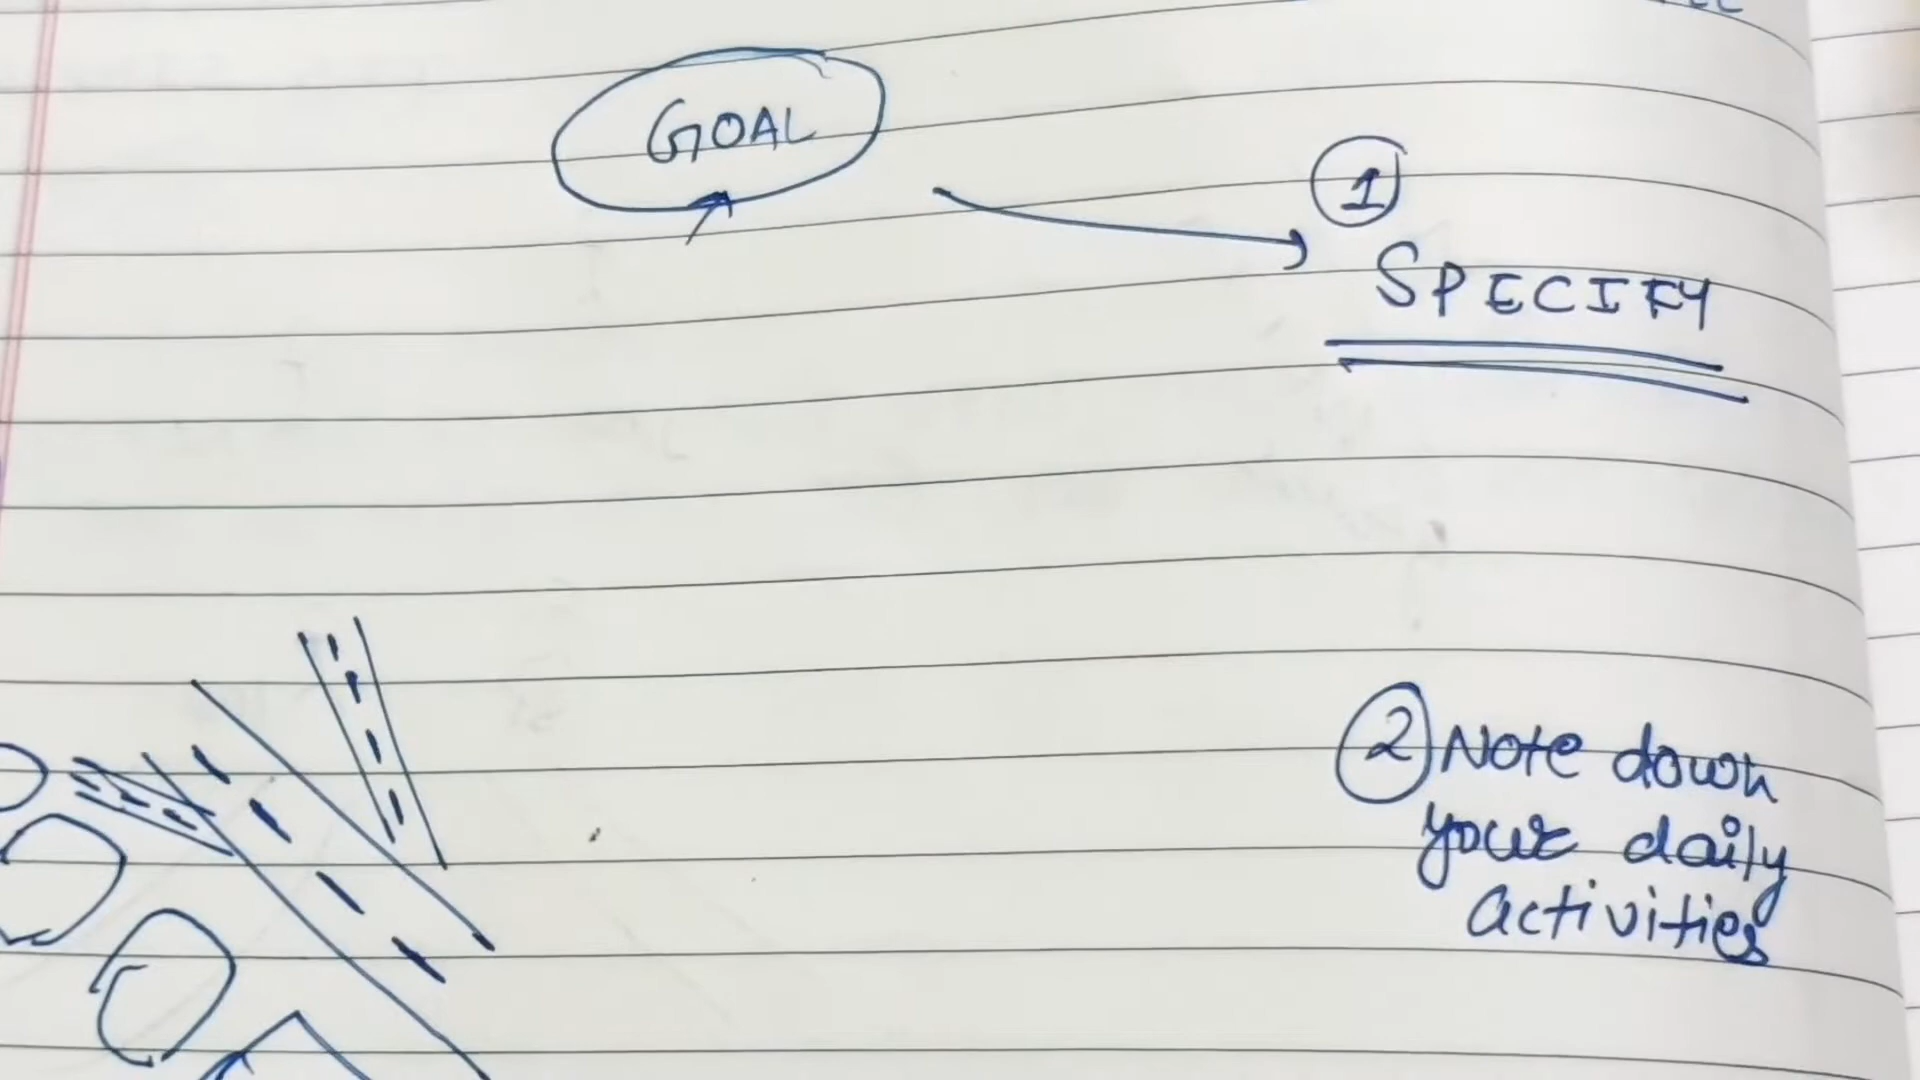 GOAL
1
SPECIFY
2 Note down
your daily
activities